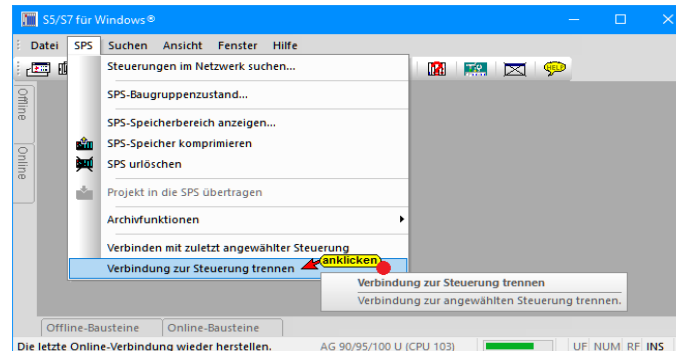 S5/S7 für Windows®
Datei SPS Suchen Ansicht Fenster Hilfe
Steuerungen im Netzwerk suchen...
HELP
Offline
SPS-Baugruppenzustand...
SPS-Speicherbereich anzeigen...
SPS-Speicher komprimieren
Online
SPS urlöschen
Projekt in die SPS übertragen
Archivfunktionen
Verbinden mit zuletzt angewählter Steuerung
Verbindung zur Steuerung trennen
anklicken
Verbindung zur Steuerung trennen
Verbindung zur angewählten Steuerung trennen.
Offline-Bausteine Online-Bausteine
Die letzte Online-Verbindung wieder herstellen. AG 90/95/100 U (CPU 103) UF NUM RF INS